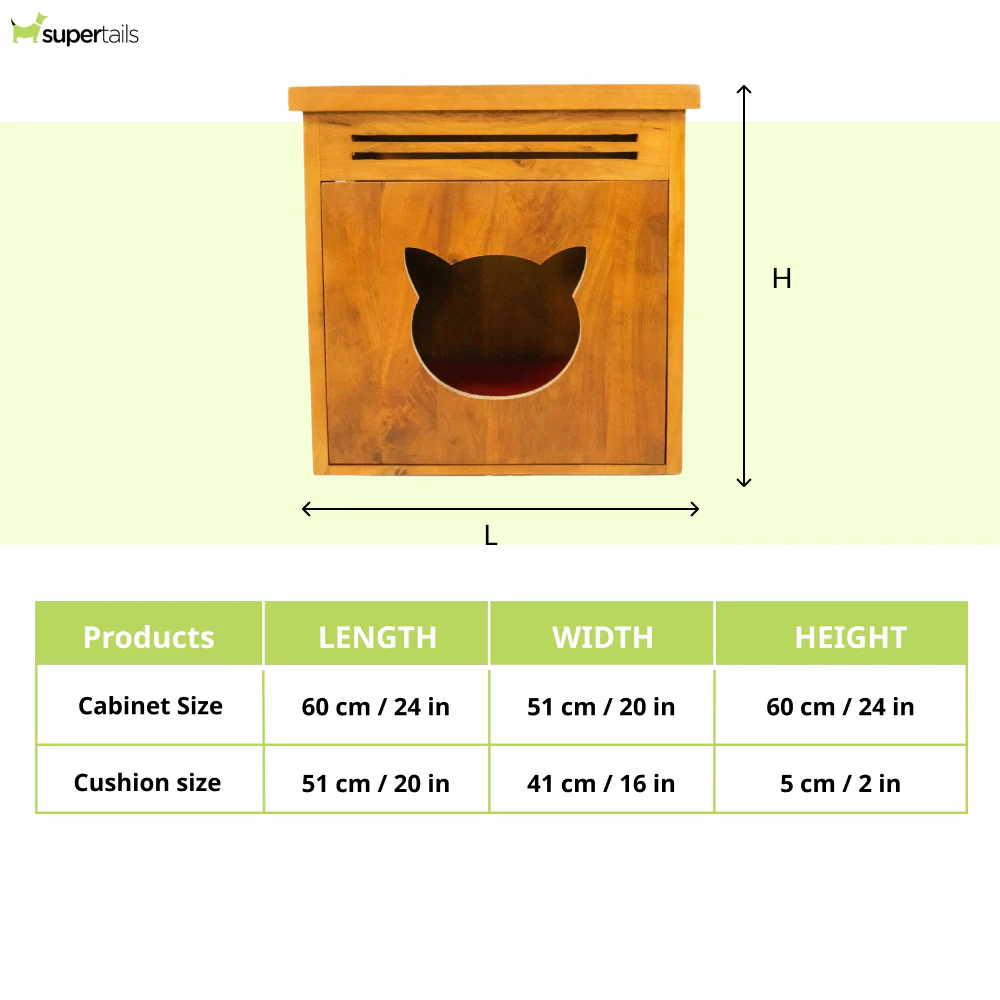 supertails
H
L
Products LENGTH WIDTH HEIGHT
Cabinet Size 60 cm / 24 in 51 cm / 20 in 60 cm / 24 in
Cushion size 51 cm / 20 in 41 cm / 16 in 5 cm / 2 in